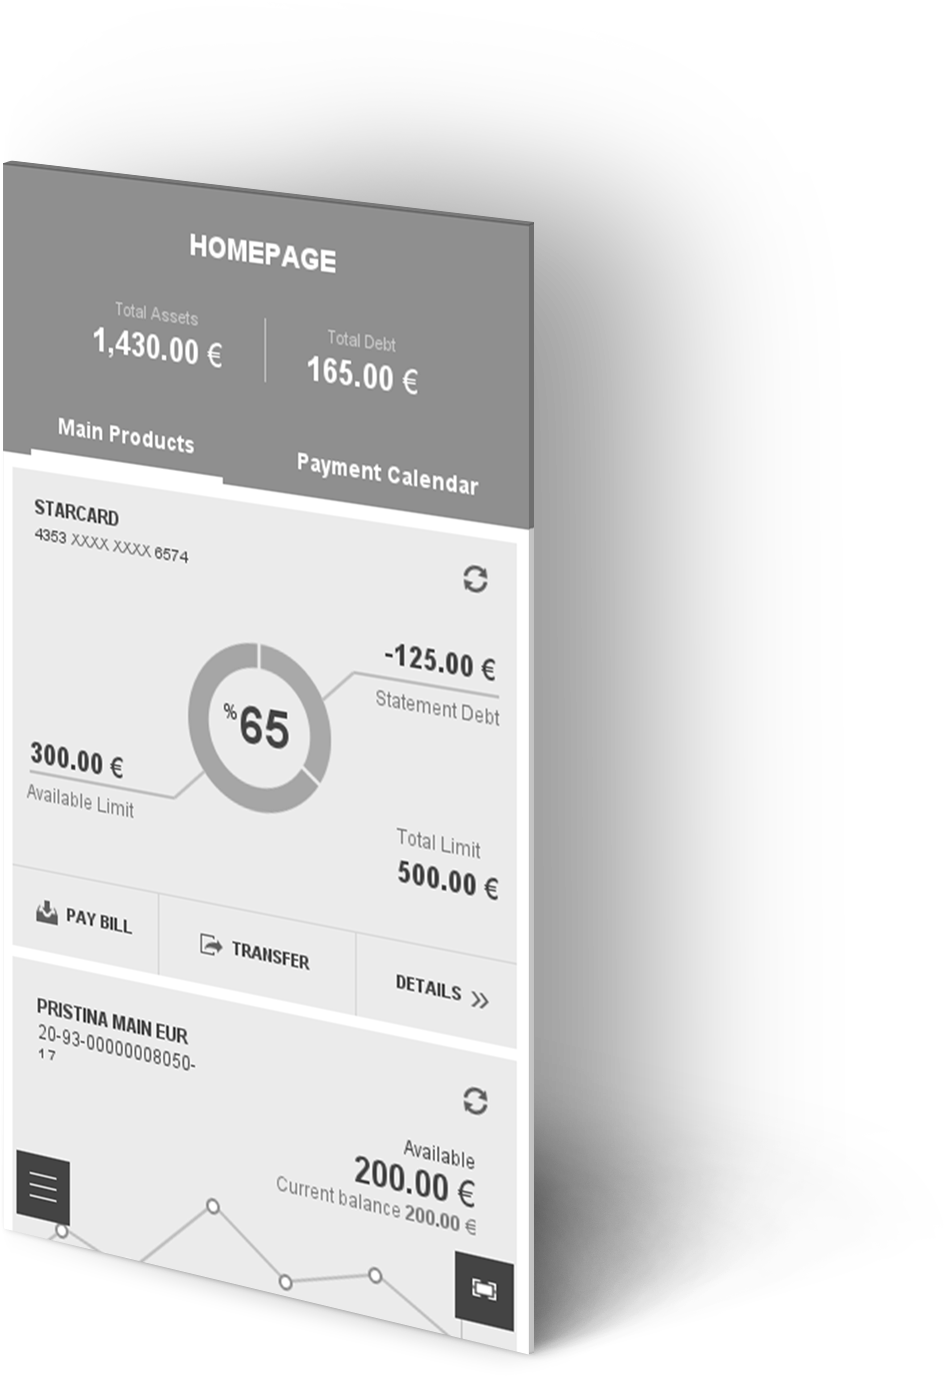 HOMEPAGE
Total Assets
1,430.00 €
Total Debt
165.00 €
Main Products
Payment Calendar
STARCARD
4353 XXXX XXXX 6574
-125.00 €
Statement Debt
%65
300.00 €
Available Limit
Total Limit
500.00 €
PAY BILL
TRANSFER
DETAILS
PRISTINA MAIN EUR
20-93-00000008050-
17
Available
200.00 €
Current balance 200.00 €